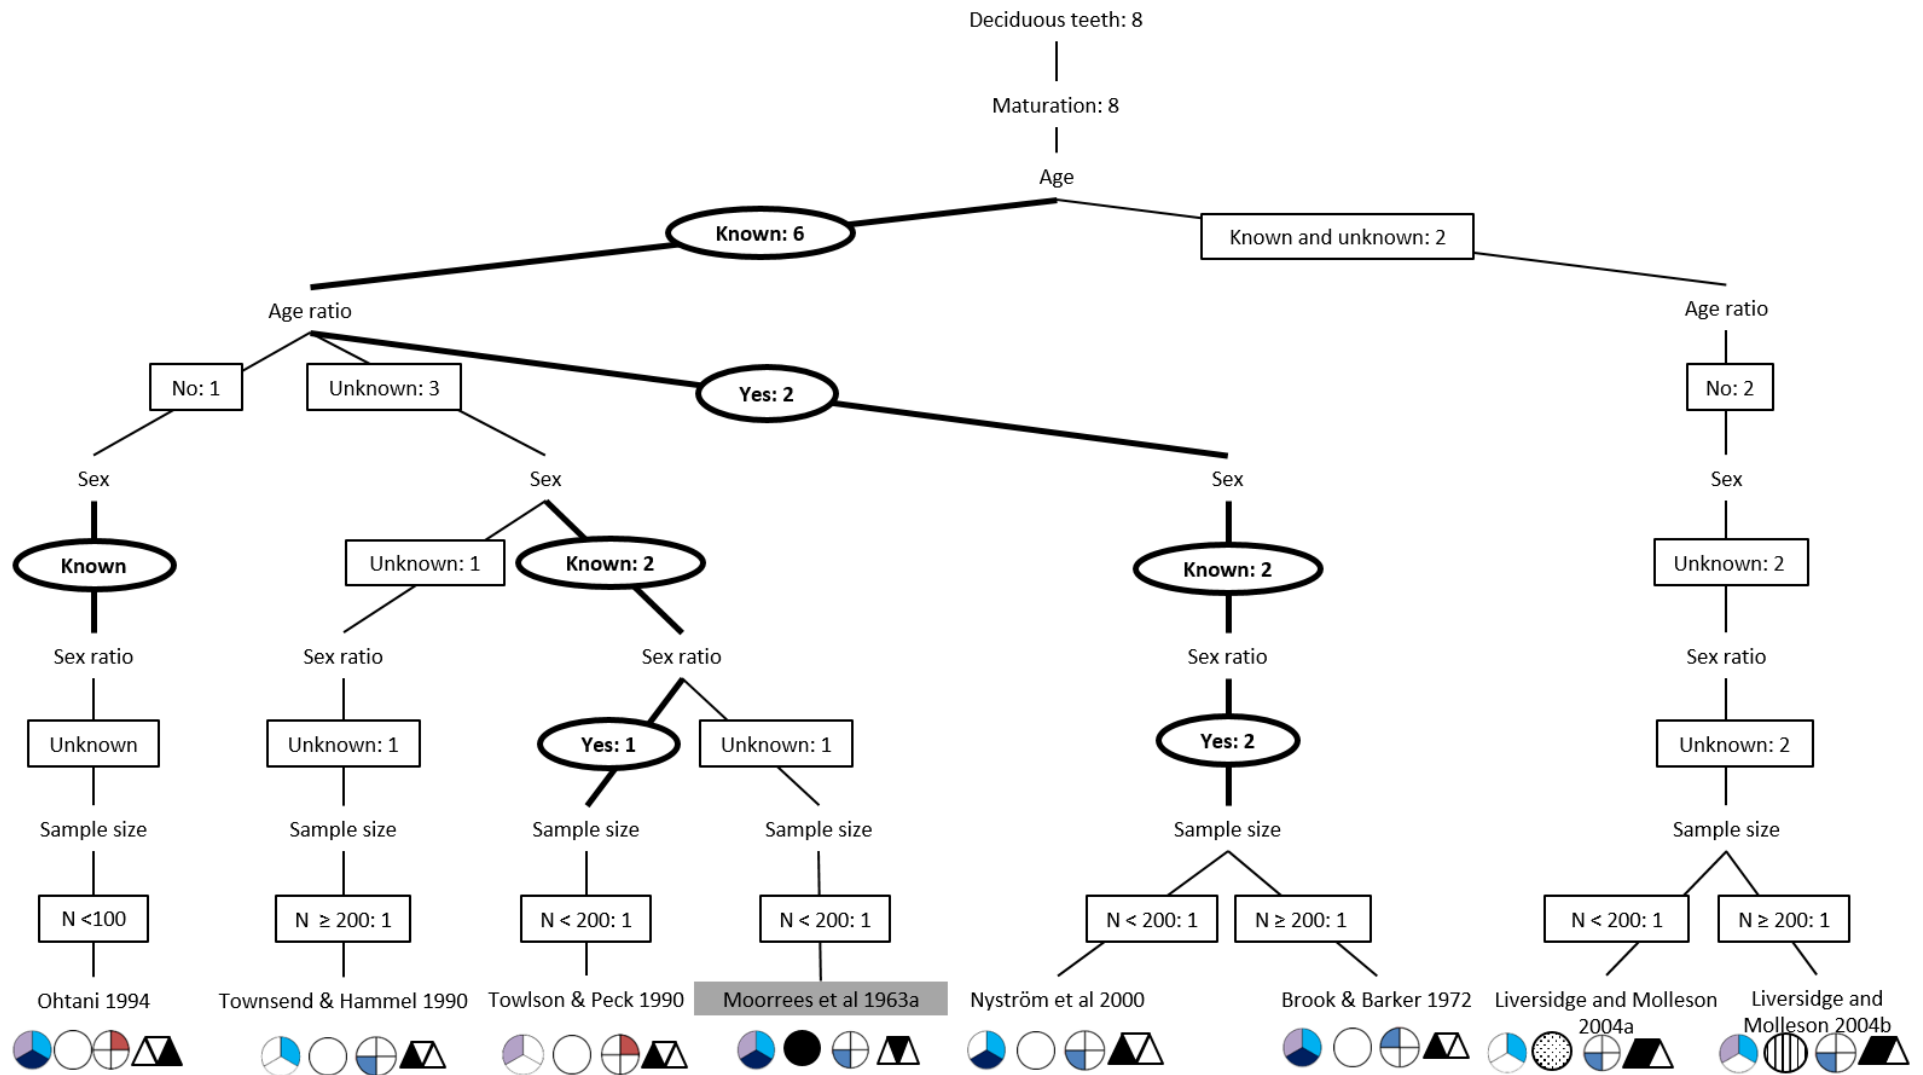 Deciduous teeth: 8
Maturation: 8
Age
Known: 6
Known and unknown: 2
Age ratio
Age ratio
No: 1
Unknown: 3
Yes: 2
No: 2
Sex
Sex
Sex
Sex
Known
Unknown: 1
Known: 2
Known: 2
Unknown: 2
Sex ratio
Sex ratio
Sex ratio
Sex ratio
Sex ratio
Unknown
Unknown: 1
Yes: 1
Unknown: 1
Yes: 2
Unknown: 2
Sample size
Sample size
Sample size
Sample size
Sample size
Sample size
N <100
N ≥ 200: 1
N < 200: 1
N < 200: 1
N < 200: 1
N ≥ 200: 1
N < 200: 1
N ≥ 200: 1
Ohtani 1994
Townsend & Hammel 1990
Towlson & Peck 1990
Moorrees et al 1963a
Nyström et al 2000
Brook & Barker 1972
Liversidge and Molleson
2004a
Liversidge and
Molleson 2004b